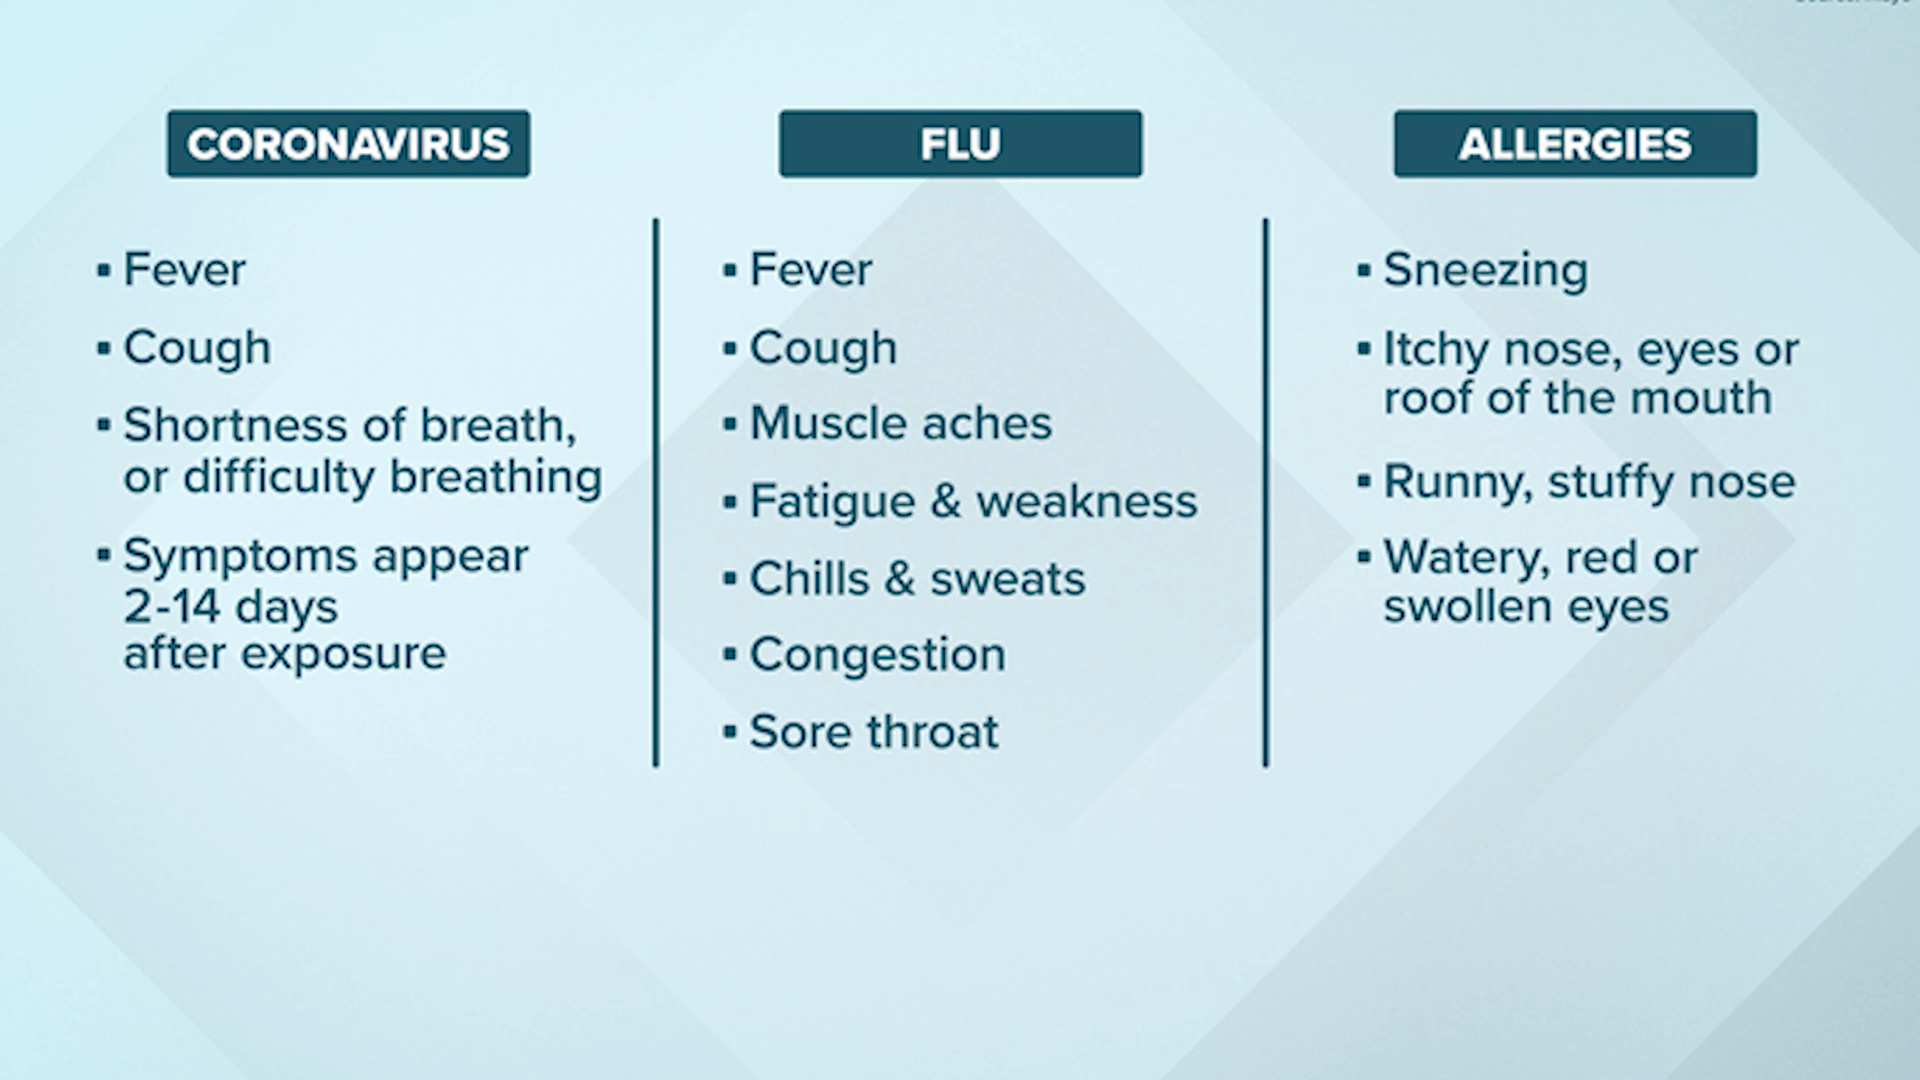 CORONAVIRUS
▪ Fever
▪ Cough
▪ Shortness of breath,
or difficulty breathing
▪ Symptoms appear
2-14 days
after exposure
FLU
▪ Fever
▪ Cough
▪ Muscle aches
▪ Fatigue & weakness
▪ Chills & sweats
▪ Congestion
▪ Sore throat
ALLERGIES
▪ Sneezing
▪ Itchy nose, eyes or
roof of the mouth
▪ Runny, stuffy nose
▪ Watery, red or
swollen eyes